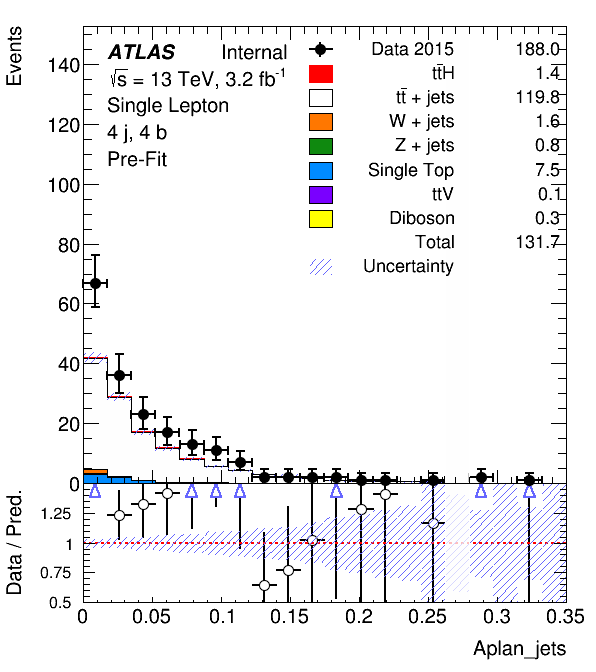 Events
ATLAS Internal
√s = 13 TeV, 3.2 fb⁻¹
Single Lepton
4 j, 4 b
Pre-Fit
Data 2015 188.0
tt̄H 1.4
tt̄ + jets 119.8
W + jets 1.6
Z + jets 0.8
Single Top 7.5
ttV 0.1
Diboson 0.3
Total 131.7
Uncertainty
140
120
100
80
60
40
20
0
Data / Pred.
1.25
1
0.75
0.5
0 0.05 0.1 0.15 0.2 0.25 0.3 0.35
Aplan_jets